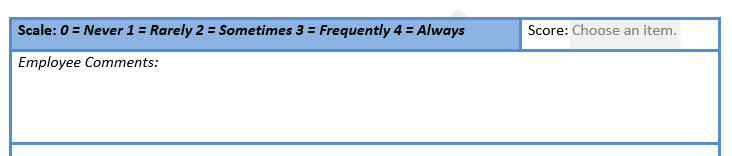 Scale: 0 = Never 1 = Rarely 2 = Sometimes 3 = Frequently 4 = Always Score: Choose an item.
Employee Comments: